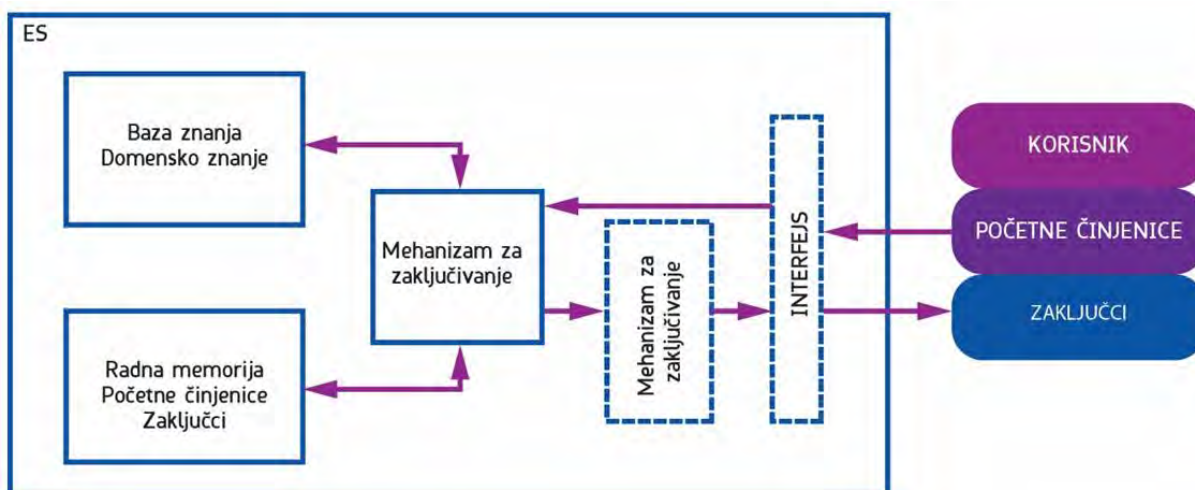 ES
Baza znanja
Domensko znanje
Mehanizam za
zaključivanje
Radna memorija
Početne činjenice
Zaključci
Mehanizam za
zaključivanje
INTERFEJS
KORISNIK
POČETNE ČINJENICE
ZAKLJUČCI